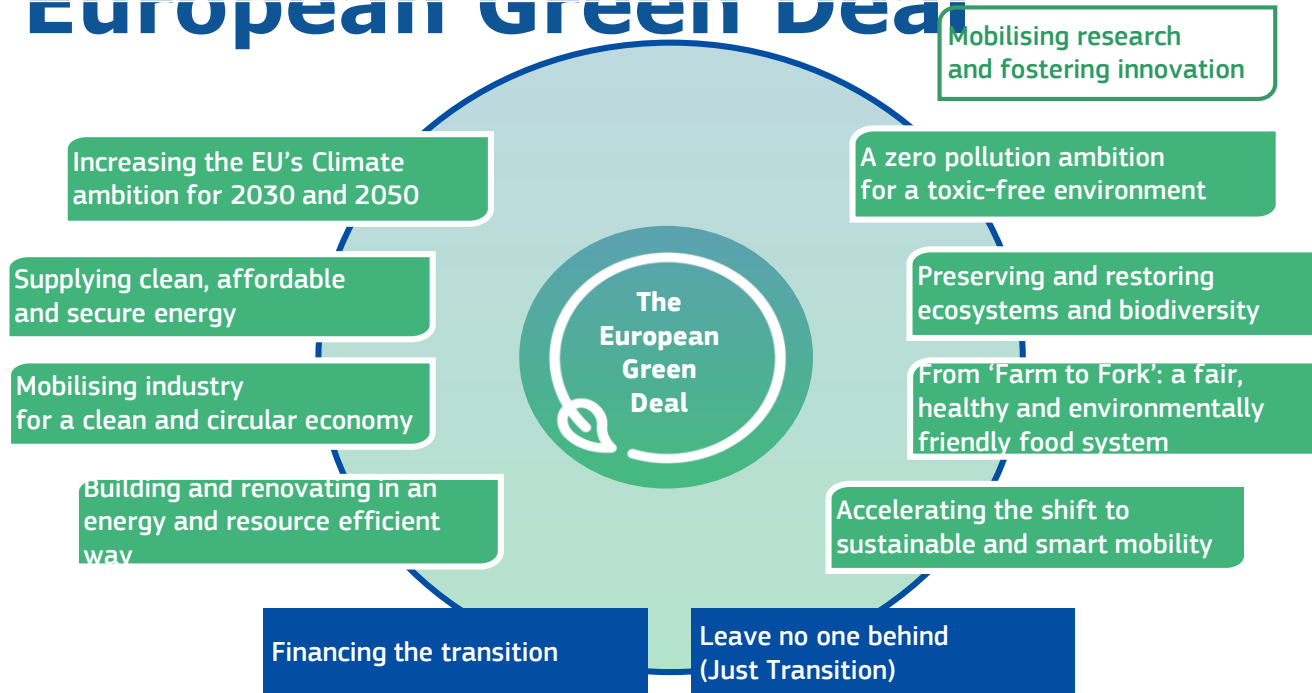 European Green Deal
Mobilising research
and fostering innovation
Increasing the EU’s Climate
ambition for 2030 and 2050
A zero pollution ambition
for a toxic-free environment
Supplying clean, affordable
and secure energy
Preserving and restoring
ecosystems and biodiversity
The
European
Green
Deal
Mobilising industry
for a clean and circular economy
From ‘Farm to Fork’: a fair,
healthy and environmentally
friendly food system
Building and renovating in an
energy and resource efficient
way
Accelerating the shift to
sustainable and smart mobility
Financing the transition
Leave no one behind
(Just Transition)